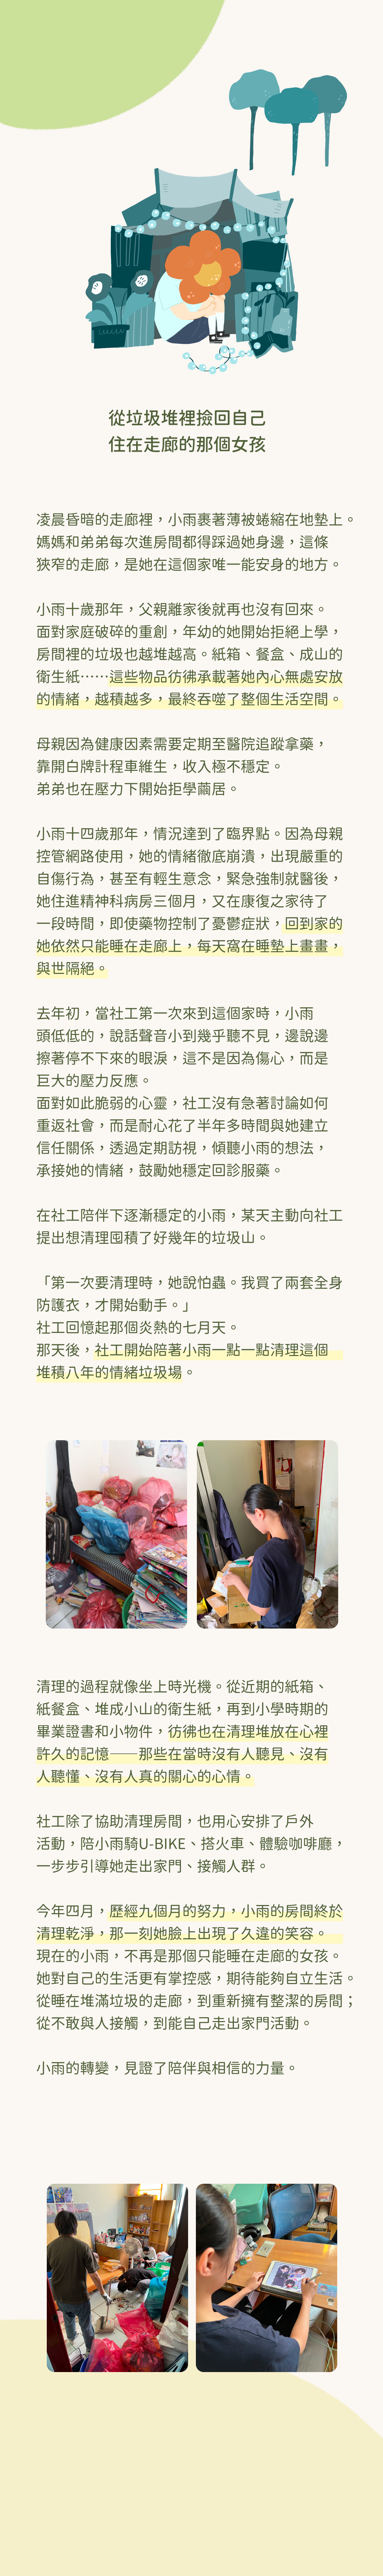 從垃圾堆裡撿回自己
住在走廊的那個女孩
凌晨昏暗的走廊裡，小雨裹著薄被蜷縮在地墊上。
媽媽和弟弟每次進房間都得踩過她身邊，這條
狹窄的走廊，是她在這個家唯一能安身的地方。
小雨十歲那年，父親離家後就再也沒有回來。
面對家庭破碎的重創，年幼的她開始拒絕上學，
房間裡的垃圾也越堆越高。紙箱、餐盒、成山的
衛生紙⋯⋯這些物品彷彿承載著她內心無處安放
的情緒，越積越多，最終吞噬了整個生活空間。
母親因為健康因素需要定期至醫院追蹤拿藥，
靠開白牌計程車維生，收入極不穩定。
弟弟也在壓力下開始拒學繭居。
小雨十四歲那年，情況達到了臨界點。因為母親
控管網路使用，她的情緒徹底崩潰，出現嚴重的
自傷行為，甚至有輕生意念，緊急強制就醫後，
她住進精神科病房三個月，又在康復之家待了
一段時間，即使藥物控制了憂鬱症狀，回到家的
她依然只能睡在走廊上，每天窩在睡墊上畫畫，
與世隔絕。
去年初，當社工第一次來到這個家時，小雨
頭低低的，說話聲音小到幾乎聽不見，邊說邊
擦著停不下來的眼淚，這不是因為傷心，而是
巨大的壓力反應。
面對如此脆弱的心靈，社工沒有急著討論如何
重返社會，而是耐心花了半年多時間與她建立
信任關係，透過定期訪視，傾聽小雨的想法，
承接她的情緒，鼓勵她穩定回診服藥。
在社工陪伴下逐漸穩定的小雨，某天主動向社工
提出想清理囤積了好幾年的垃圾山。
「第一次要清理時，她說怕蟲。我買了兩套全身
防護衣，才開始動手。」
社工回憶起那個炎熱的七月天。
那天後，社工開始陪著小雨一點一點清理這個
堆積八年的情緒垃圾場。
清理的過程就像坐上時光機。從近期的紙箱、
紙餐盒、堆成小山的衛生紙，再到小學時期的
畢業證書和小物件，彷彿也在清理堆放在心裡
許久的記憶——那些在當時沒有人聽見、沒有
人聽懂、沒有人真的關心的心情。
社工除了協助清理房間，也用心安排了戶外
活動，陪小雨騎U-BIKE、搭火車、體驗咖啡廳，
一步步引導她走出家門、接觸人群。
今年四月，歷經九個月的努力，小雨的房間終於
清理乾淨，那一刻她臉上出現了久違的笑容。
現在的小雨，不再是那個只能睡在走廊的女孩。
她對自己的生活更有掌控感，期待能夠自立生活。
從睡在堆滿垃圾的走廊，到重新擁有整潔的房間；
從不敢與人接觸，到能自己走出家門活動。
小雨的轉變，見證了陪伴與相信的力量。